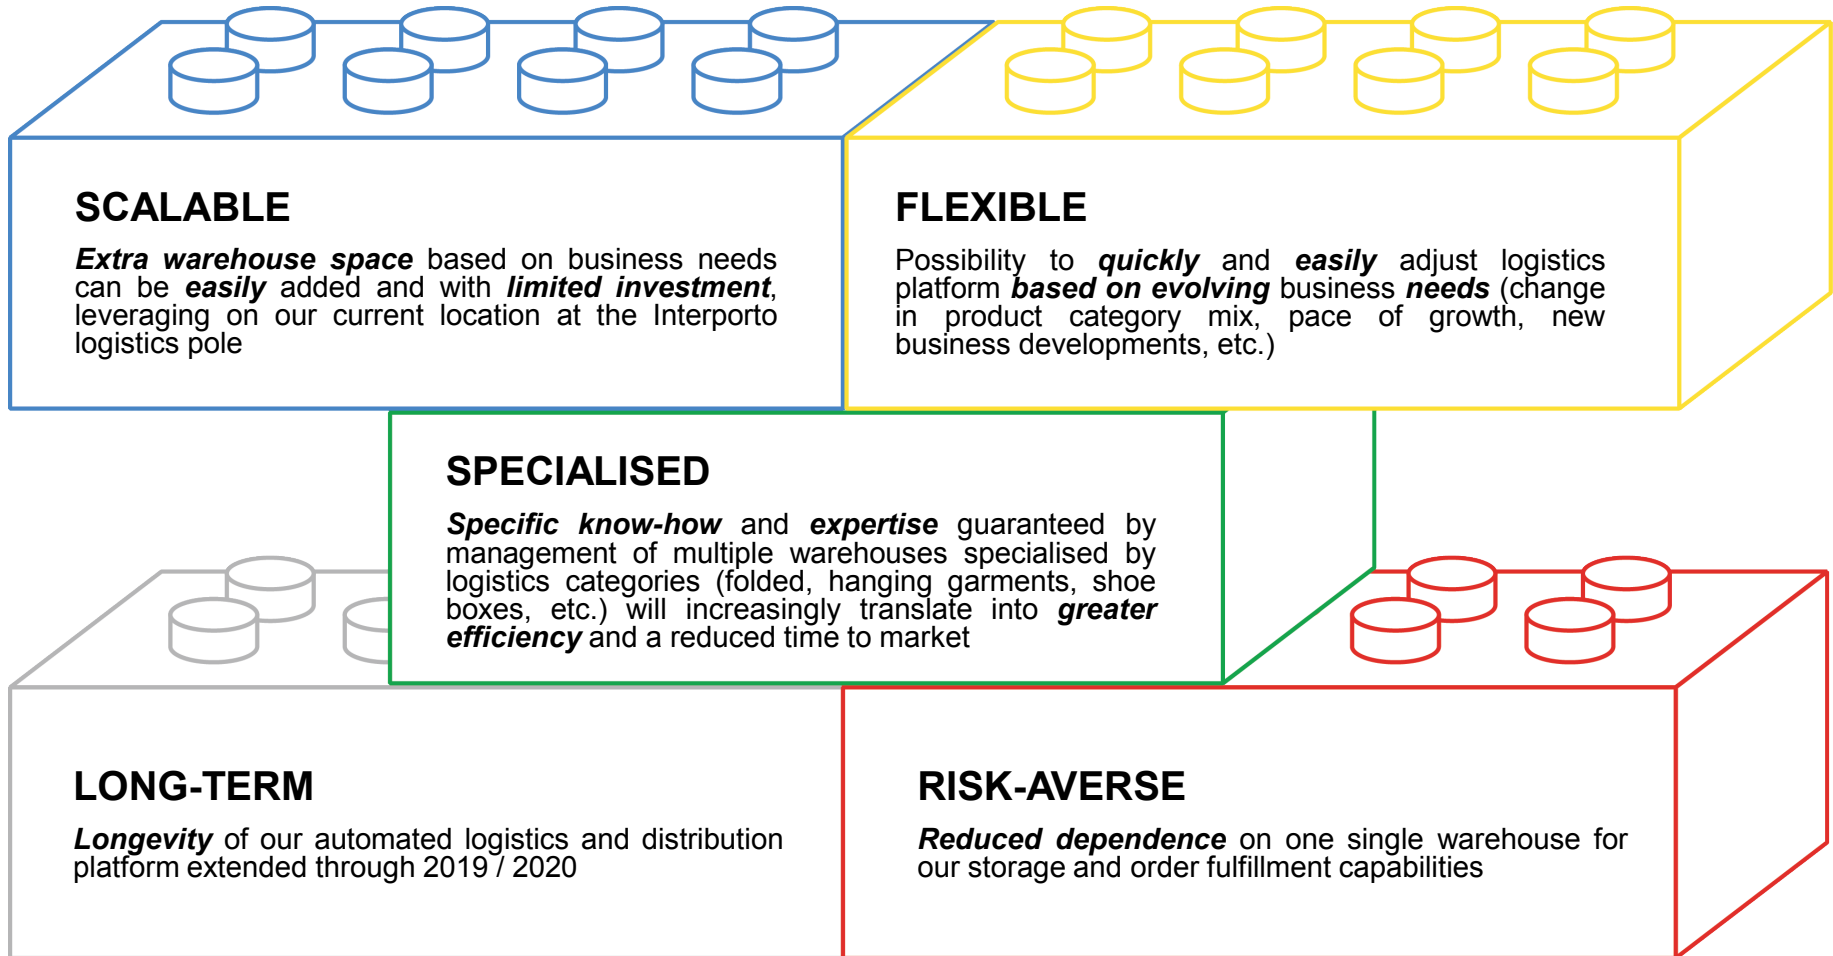 SCALABLE
Extra warehouse space based on business needs
can be easily added and with limited investment,
leveraging on our current location at the Interporto
logistics pole
FLEXIBLE
Possibility to quickly and easily adjust logistics
platform based on evolving business needs (change
in product category mix, pace of growth, new
business developments, etc.)
SPECIALISED
Specific know-how and expertise guaranteed by
management of multiple warehouses specialised by
logistics categories (folded, hanging garments, shoe
boxes, etc.) will increasingly translate into greater
efficiency and a reduced time to market
LONG-TERM
Longevity of our automated logistics and distribution
platform extended through 2019 / 2020
RISK-AVERSE
Reduced dependence on one single warehouse for
our storage and order fulfillment capabilities